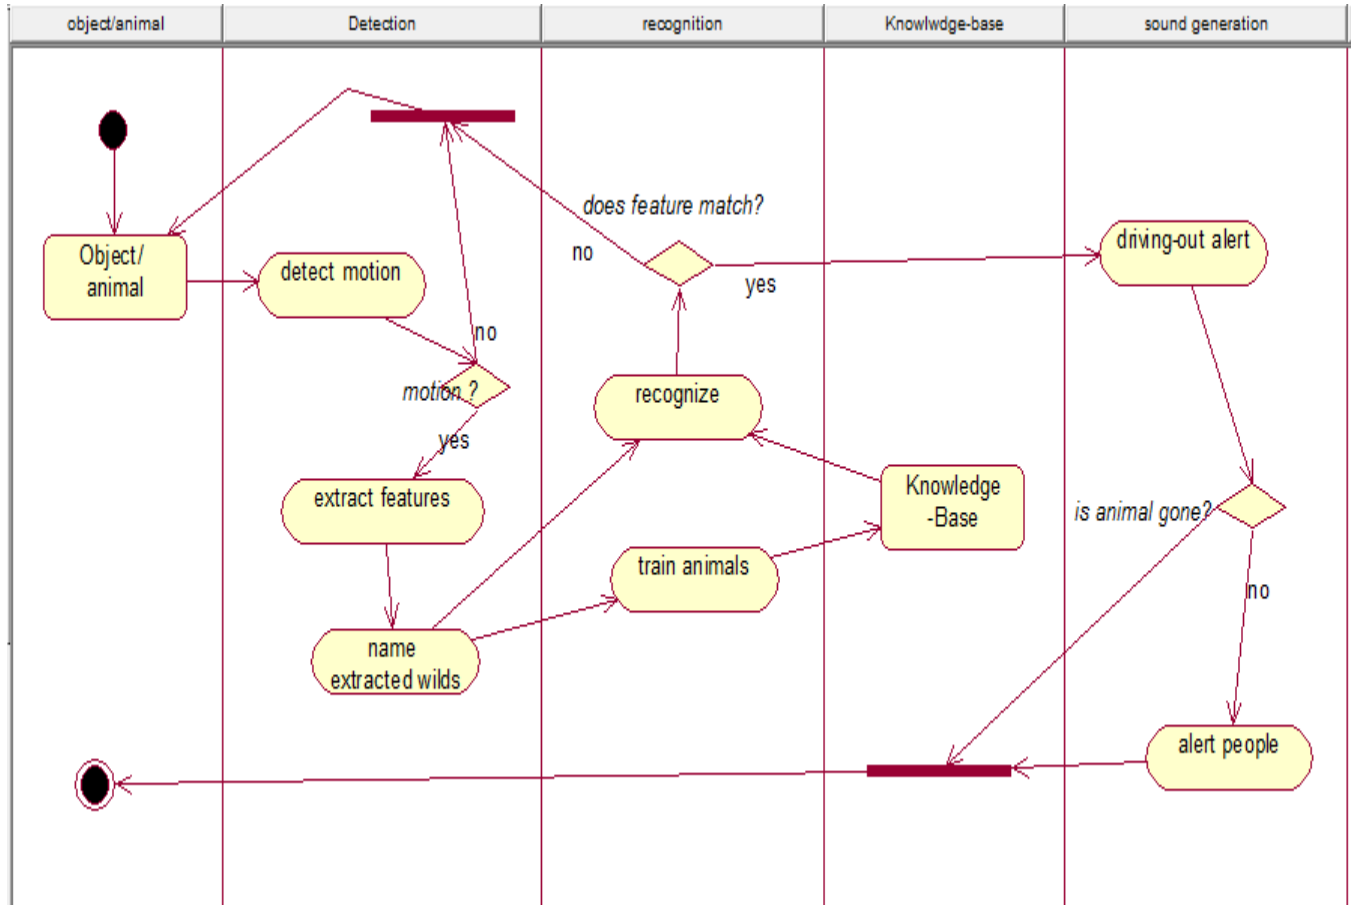 object/animal
Detection
recognition
Knowlwdge-base
sound generation
does feature match?
no
yes
driving-out alert
Object/
animal
detect motion
no
motion ?
yes
recognize
extract features
Knowledge
-Base
is animal gone?
train animals
no
name
extracted wilds
alert people